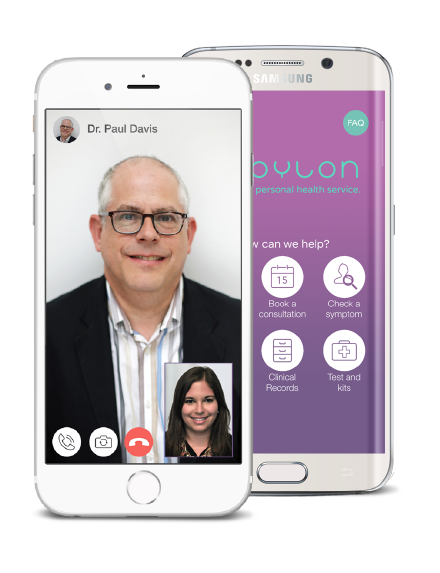 Dr. Paul Davis
SAMSUNG
FAQ
bylon
personal health service.
w can we help?
15
Book a
consultation
Check a
symptom
Clinical
Records
Test and
kits